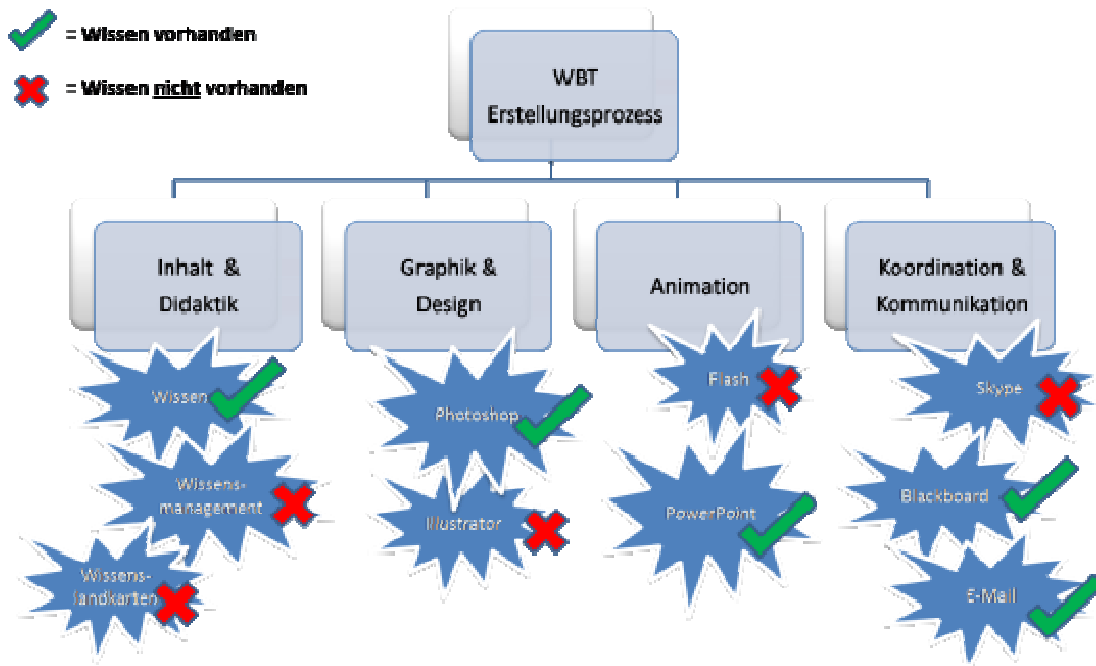 = Wissen vorhanden
= Wissen nicht vorhanden
WBT
Erstellungsprozess
Inhalt &
Didaktik
Graphik &
Design
Animation
Koordination &
Kommunikation
Wissen
Wissens-
management
Wissens-
landkarten
Photoshop
Illustrator
Flash
PowerPoint
Skype
Blackboard
E-Mail